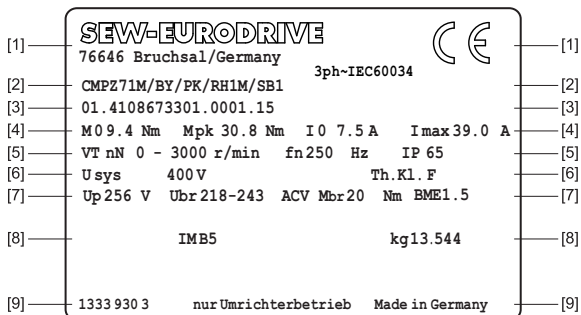 SEW-EURODRIVE CE
[1] 76646 Bruchsal/Germany [1]
3ph~IEC60034
[2] CMPZ71M/BY/PK/RH1M/SB1 [2]
[3] 01.4108673301.0001.15 [3]
[4] M0 9.4 Nm Mpk 30.8 Nm I0 7.5 A Imax 39.0 A [4]
[5] VT nN 0 - 3000 r/min fn 250 Hz IP 65 [5]
[6] Usys 400 V Th.Kl. F [6]
[7] Up 256 V Ubr 218-243 ACV Mbr 20 Nm BME1.5 [7]
[8] IM B5 kg 13.544 [8]
[9] 1333 930 3 nur Umrichterbetrieb Made in Germany [9]